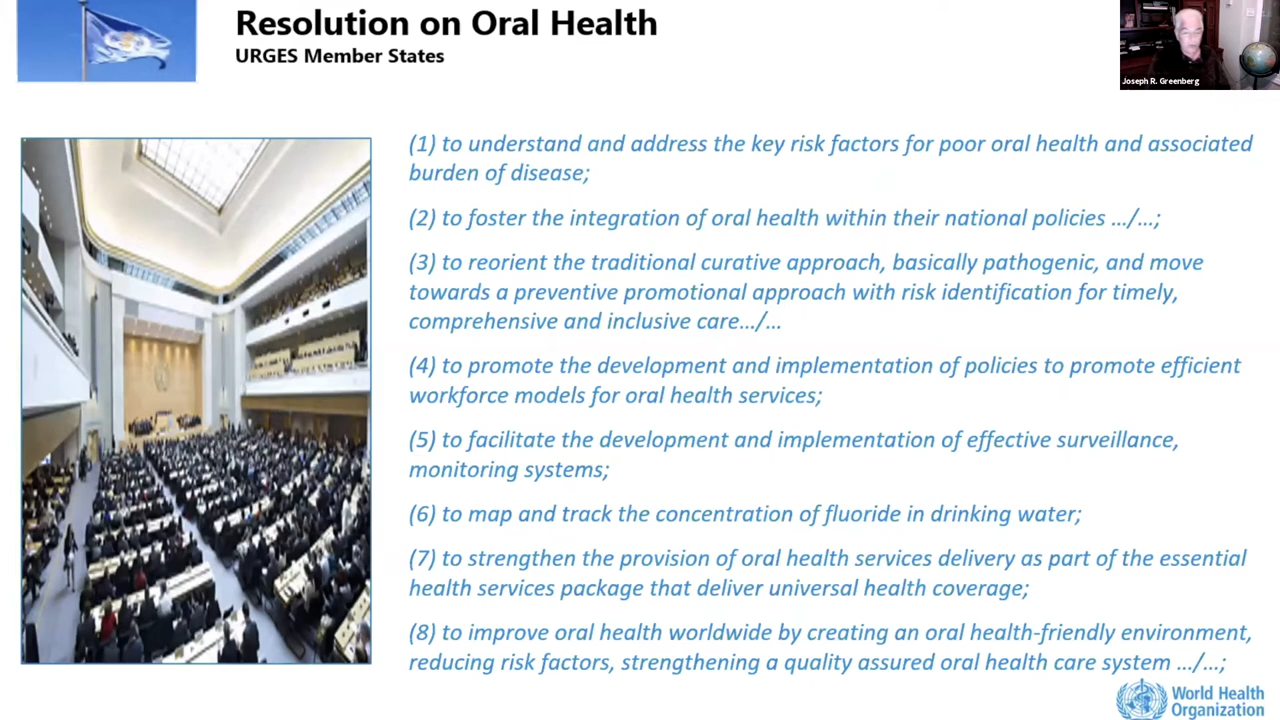 Resolution on Oral Health
URGES Member States
Joseph R. Greenberg
(1) to understand and address the key risk factors for poor oral health and associated
burden of disease;
(2) to foster the integration of oral health within their national policies .../...;
(3) to reorient the traditional curative approach, basically pathogenic, and move
towards a preventive promotional approach with risk identification for timely,
comprehensive and inclusive care.../...
(4) to promote the development and implementation of policies to promote efficient
workforce models for oral health services;
(5) to facilitate the development and implementation of effective surveillance,
monitoring systems;
(6) to map and track the concentration of fluoride in drinking water;
(7) to strengthen the provision of oral health services delivery as part of the essential
health services package that deliver universal health coverage;
(8) to improve oral health worldwide by creating an oral health-friendly environment,
reducing risk factors, strengthening a quality assured oral health care system .../...;
World Health
Organization